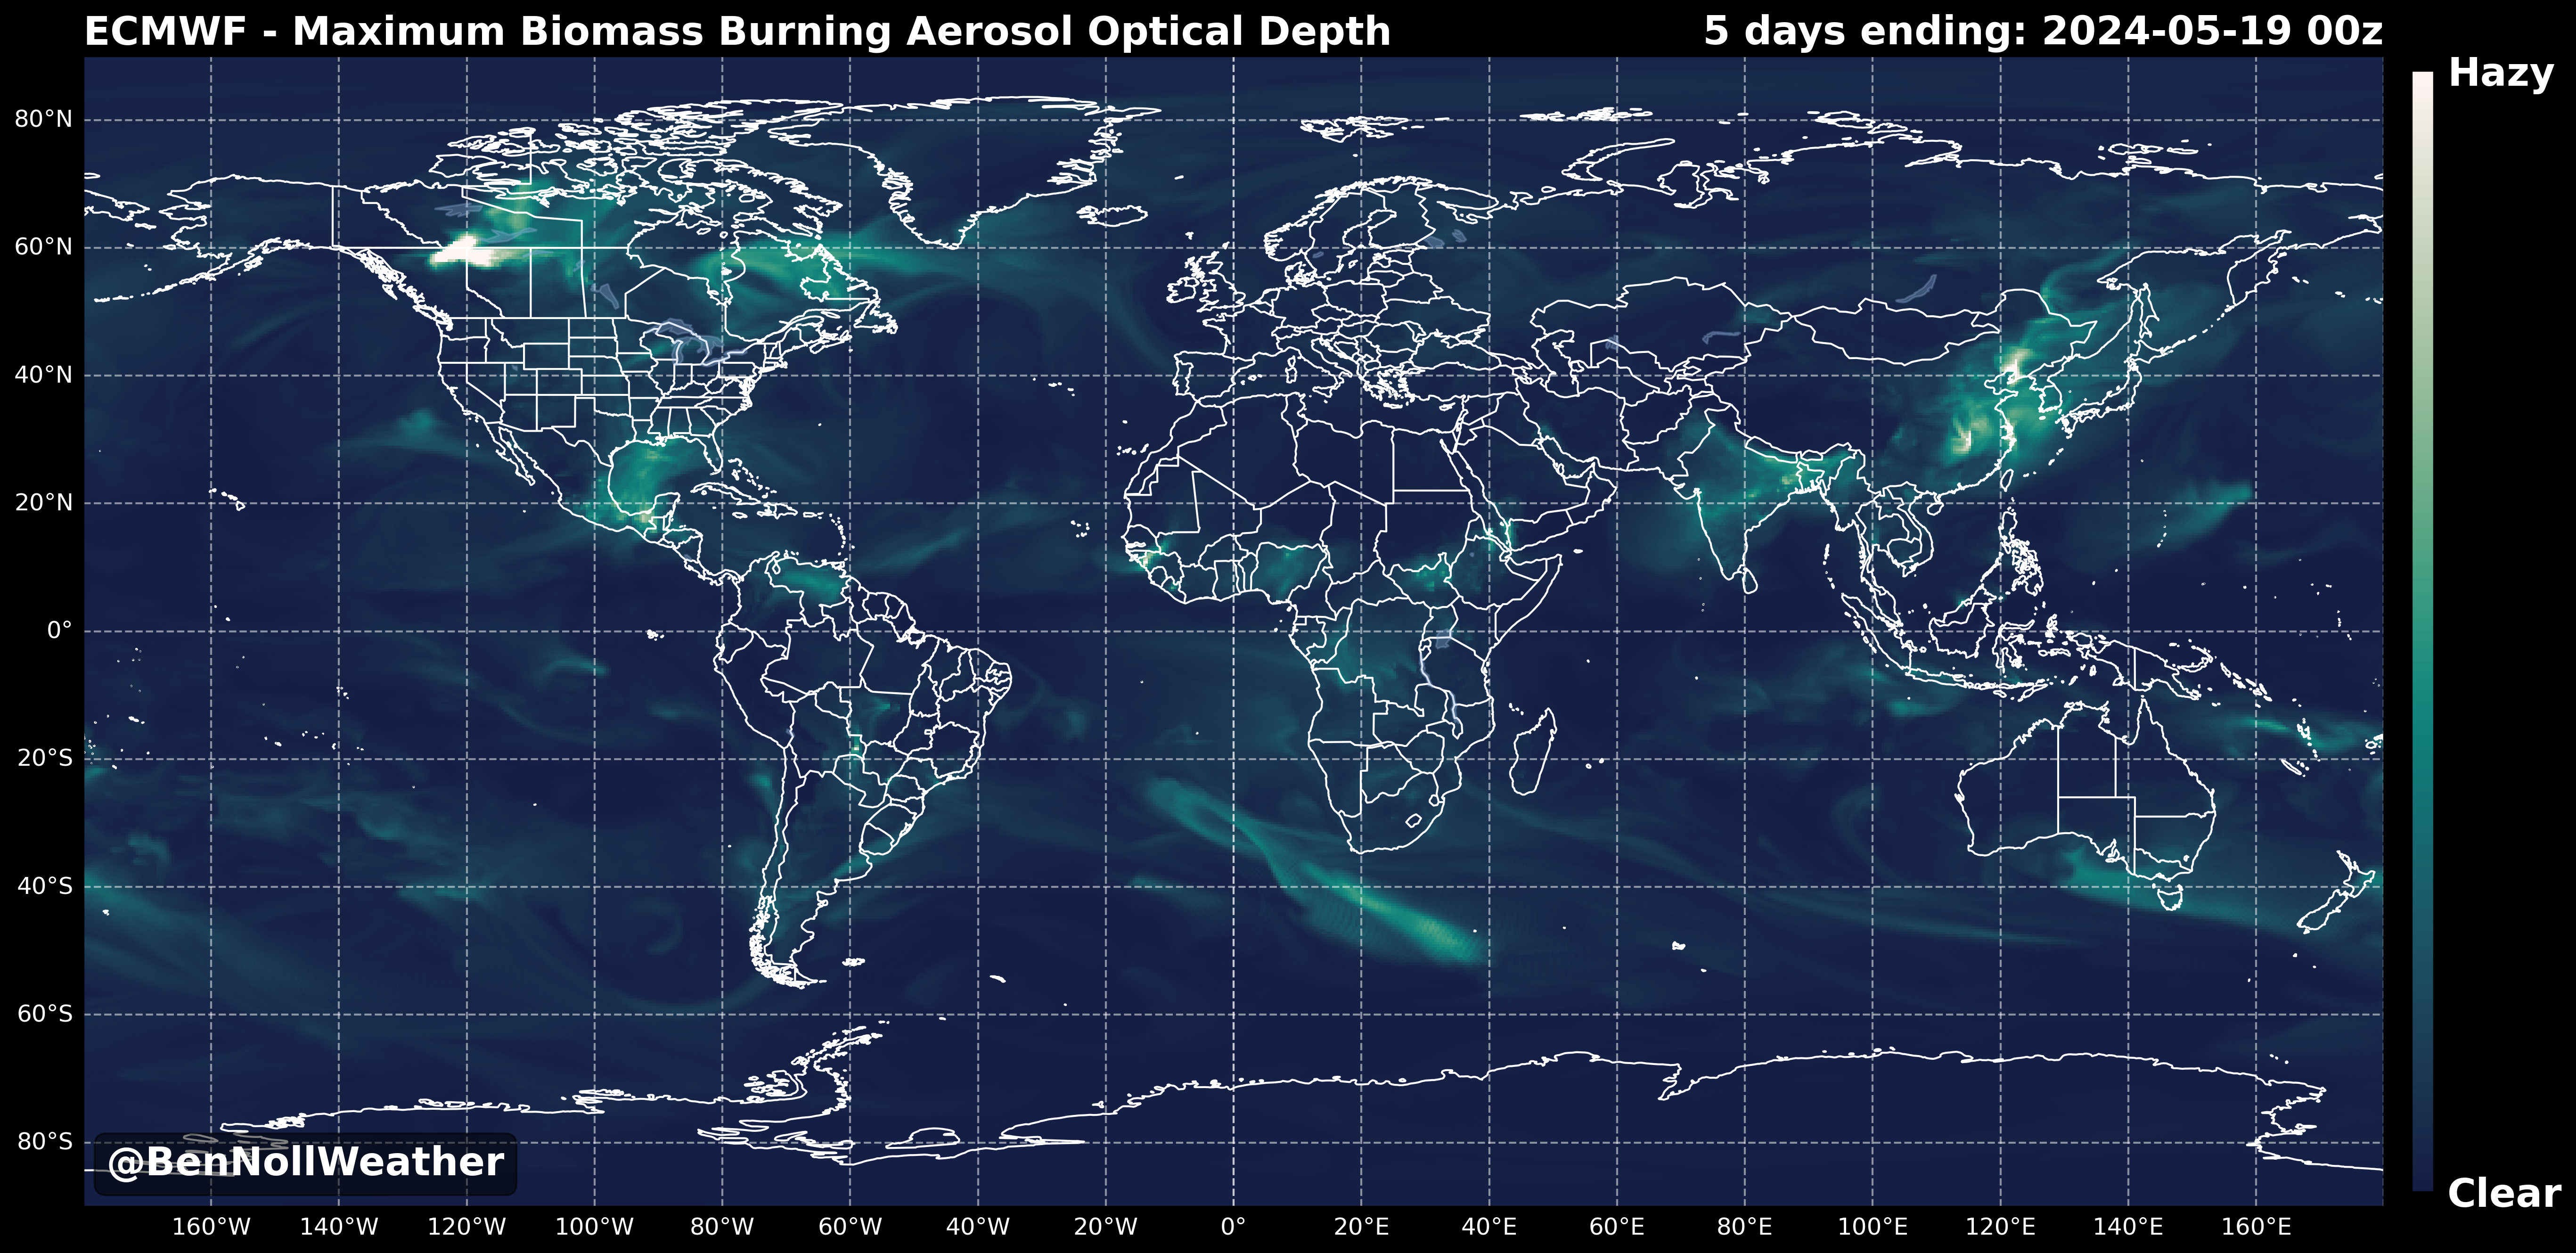 ECMWF - Maximum Biomass Burning Aerosol Optical Depth
5 days ending: 2024-05-19 00z
Hazy
80°N
60°N
40°N
20°N
0°
20°S
40°S
60°S
80°S
@BenNollWeather
Clear
160°W 140°W 120°W 100°W 80°W 60°W 40°W 20°W 0° 20°E 40°E 60°E 80°E 100°E 120°E 140°E 160°E